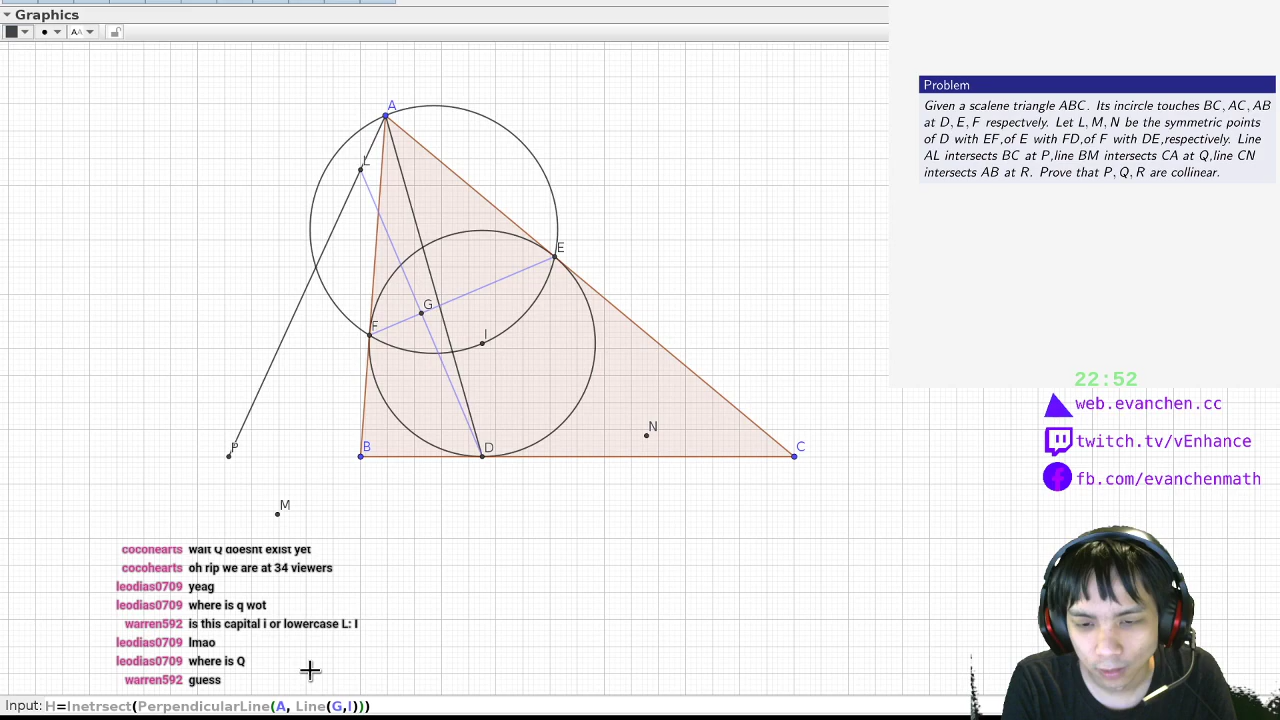 Graphics
AA
Problem
Given a scalene triangle ABC. Its incircle touches BC, AC, AB
at D, E, F respectvely. Let L, M, N be the symmetric points
of D with EF,of E with FD,of F with DE,respectively. Line
AL intersects BC at P,line BM intersects CA at Q,line CN
intersects AB at R. Prove that P, Q, R are collinear.
A
L
E
G
F
I
P
B
D
N
C
M
22:52
web.evanchen.cc
twitch.tv/vEnhance
fb.com/evanchenmath
cocohearts wait Q doesnt exist yet
cocohearts oh rip we are at 34 viewers
leodias0709 yeag
leodias0709 where is q wot
warren592 is this capital i or lowercase L: I
leodias0709 lmao
leodias0709 where is Q
warren592 guess
Input: H=Inetrsect(PerpendicularLine(A, Line(G,I)))